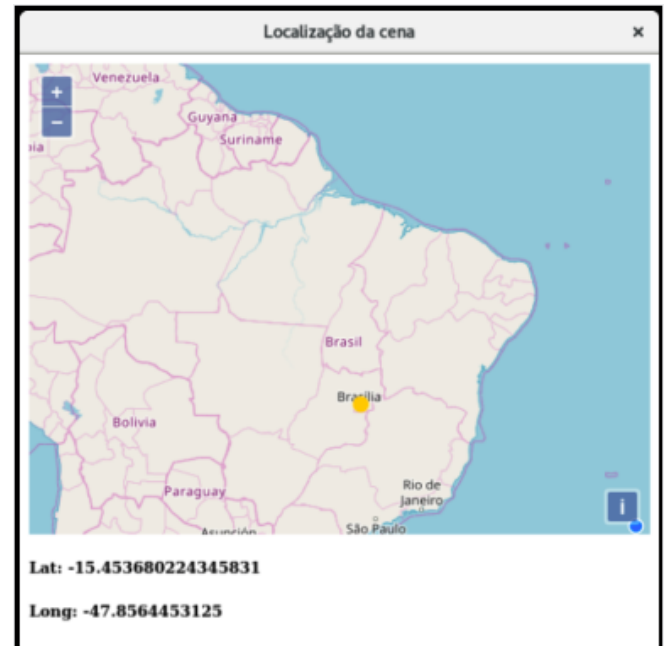 Localização da cena ×
Venezuela
+
−
Guyana
Suriname
Brasil
Brasília
Bolivia
Rio de
Janeiro
Paraguay
i
São Paulo
Asunción
Lat: -15.453680224345831
Long: -47.8564453125